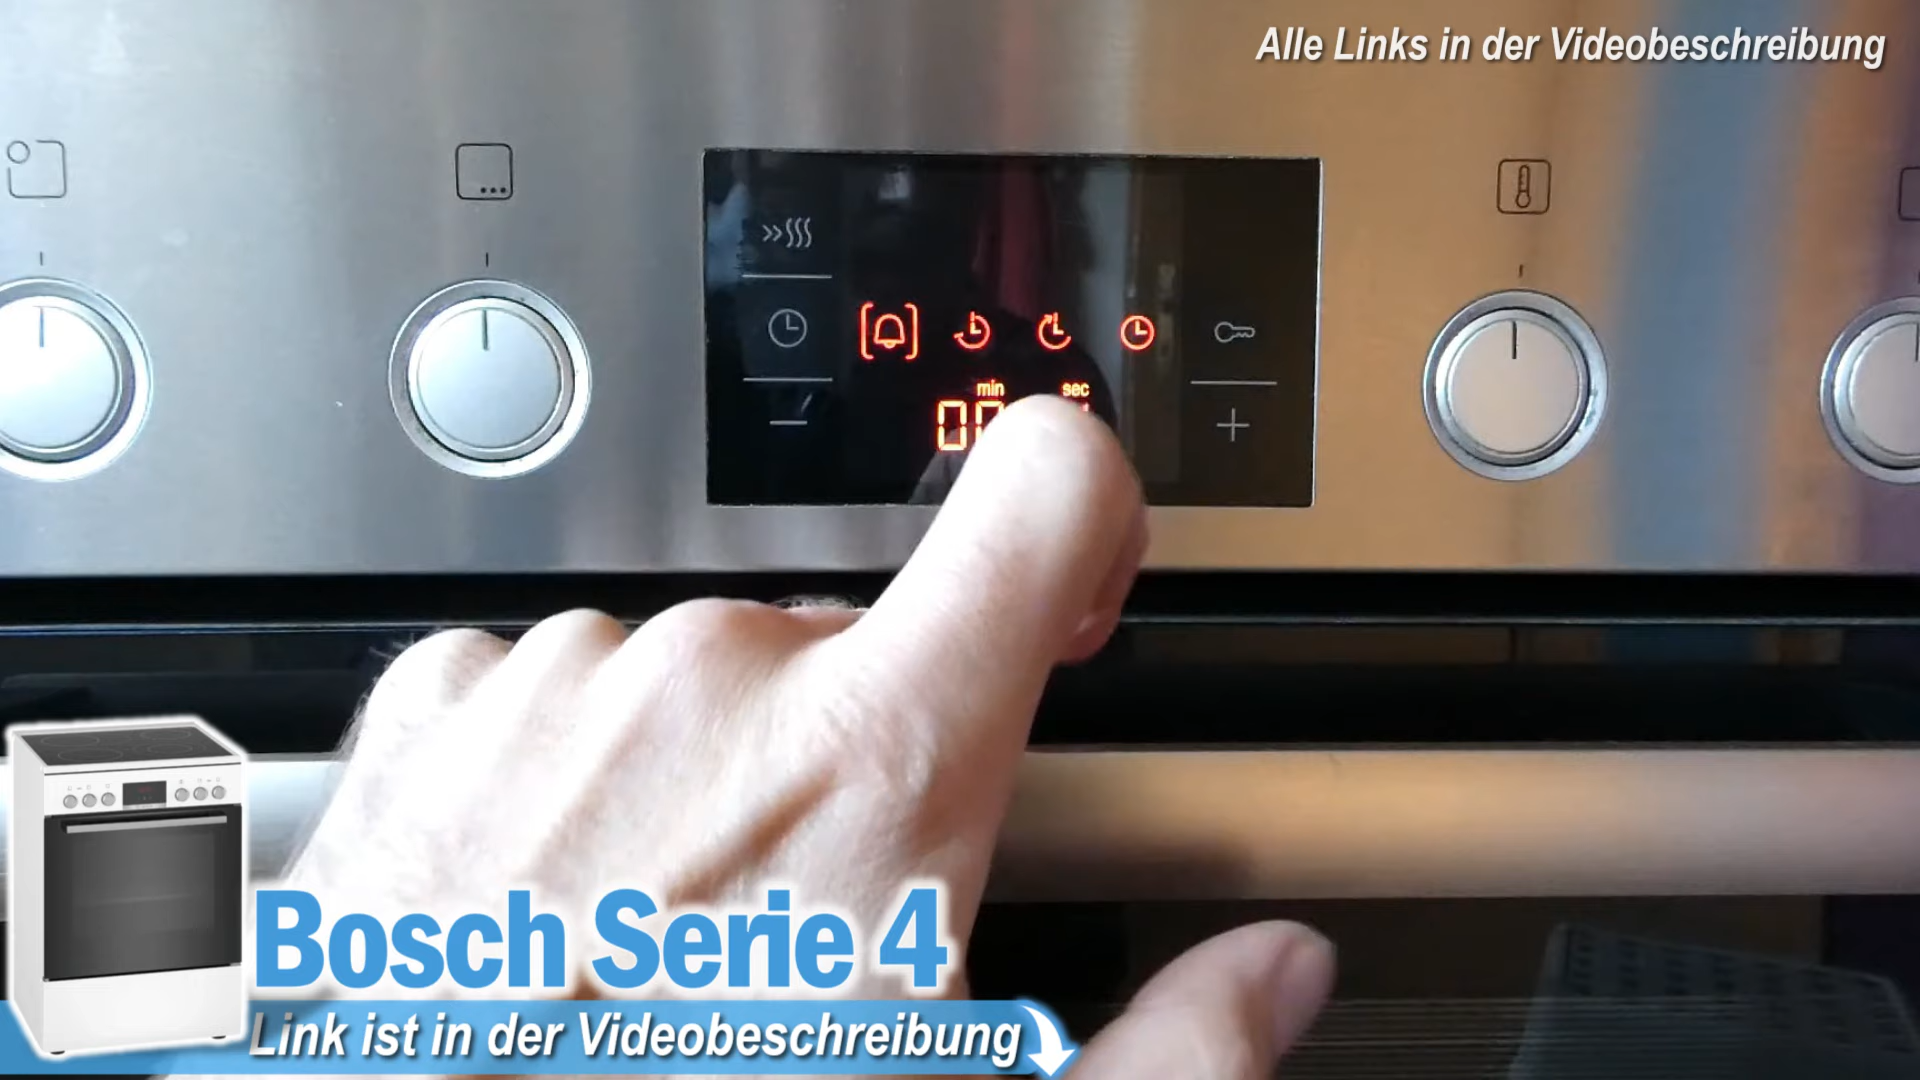 Alle Links in der Videobeschreibung
min sec
Bosch Serie 4
Link ist in der Videobeschreibung